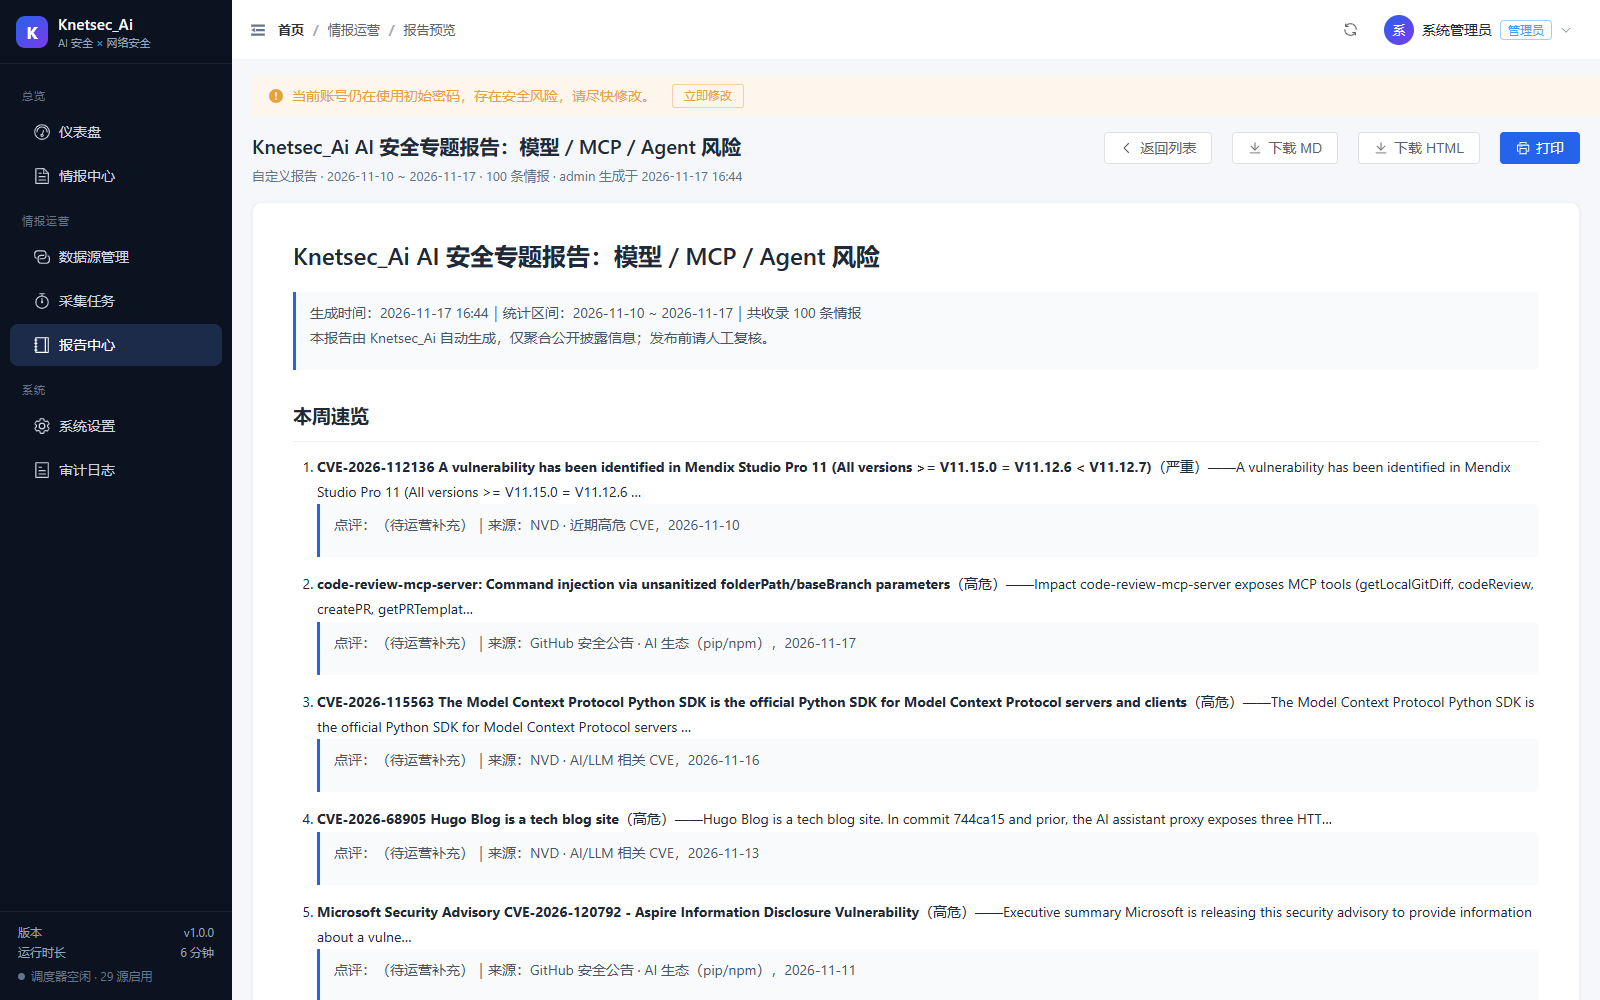 K
Knetsec_Ai
AI 安全 × 网络安全
总览
仪表盘
情报中心
情报运营
数据源管理
采集任务
报告中心
系统
系统设置
审计日志
版本 v1.0.0
运行时长 6 分钟
调度器空闲 · 29 源启用
首页 / 情报运营 / 报告预览
系 系统管理员 管理员
当前账号仍在使用初始密码，存在安全风险，请尽快修改。 立即修改
Knetsec_Ai AI 安全专题报告：模型 / MCP / Agent 风险
返回列表 下载 MD 下载 HTML 打印
自定义报告 · 2026-11-10 ~ 2026-11-17 · 100 条情报 · admin 生成于 2026-11-17 16:44
Knetsec_Ai AI 安全专题报告：模型 / MCP / Agent 风险
生成时间：2026-11-17 16:44 | 统计区间：2026-11-10 ~ 2026-11-17 | 共收录 100 条情报
本报告由 Knetsec_Ai 自动生成，仅聚合公开披露信息；发布前请人工复核。
本周速览
1. CVE-2026-112136 A vulnerability has been identified in Mendix Studio Pro 11 (All versions >= V11.15.0 = V11.12.6 < V11.12.7)（严重）——A vulnerability has been identified in Mendix
Studio Pro 11 (All versions >= V11.15.0 = V11.12.6 ...
点评：（待运营补充） | 来源：NVD · 近期高危 CVE，2026-11-10
2. code-review-mcp-server: Command injection via unsanitized folderPath/baseBranch parameters（高危）——Impact code-review-mcp-server exposes MCP tools (getLocalGitDiff, codeReview,
createPR, getPRTemplat...
点评：（待运营补充） | 来源：GitHub 安全公告 · AI 生态（pip/npm），2026-11-17
3. CVE-2026-115563 The Model Context Protocol Python SDK is the official Python SDK for Model Context Protocol servers and clients（高危）——The Model Context Protocol Python SDK is
the official Python SDK for Model Context Protocol servers ...
点评：（待运营补充） | 来源：NVD · AI/LLM 相关 CVE，2026-11-16
4. CVE-2026-68905 Hugo Blog is a tech blog site（高危）——Hugo Blog is a tech blog site. In commit 744ca15 and prior, the AI assistant proxy exposes three HTT...
点评：（待运营补充） | 来源：NVD · AI/LLM 相关 CVE，2026-11-13
5. Microsoft Security Advisory CVE-2026-120792 - Aspire Information Disclosure Vulnerability（高危）——Executive summary Microsoft is releasing this security advisory to provide information
about a vulne...
点评：（待运营补充） | 来源：GitHub 安全公告 · AI 生态（pip/npm），2026-11-11